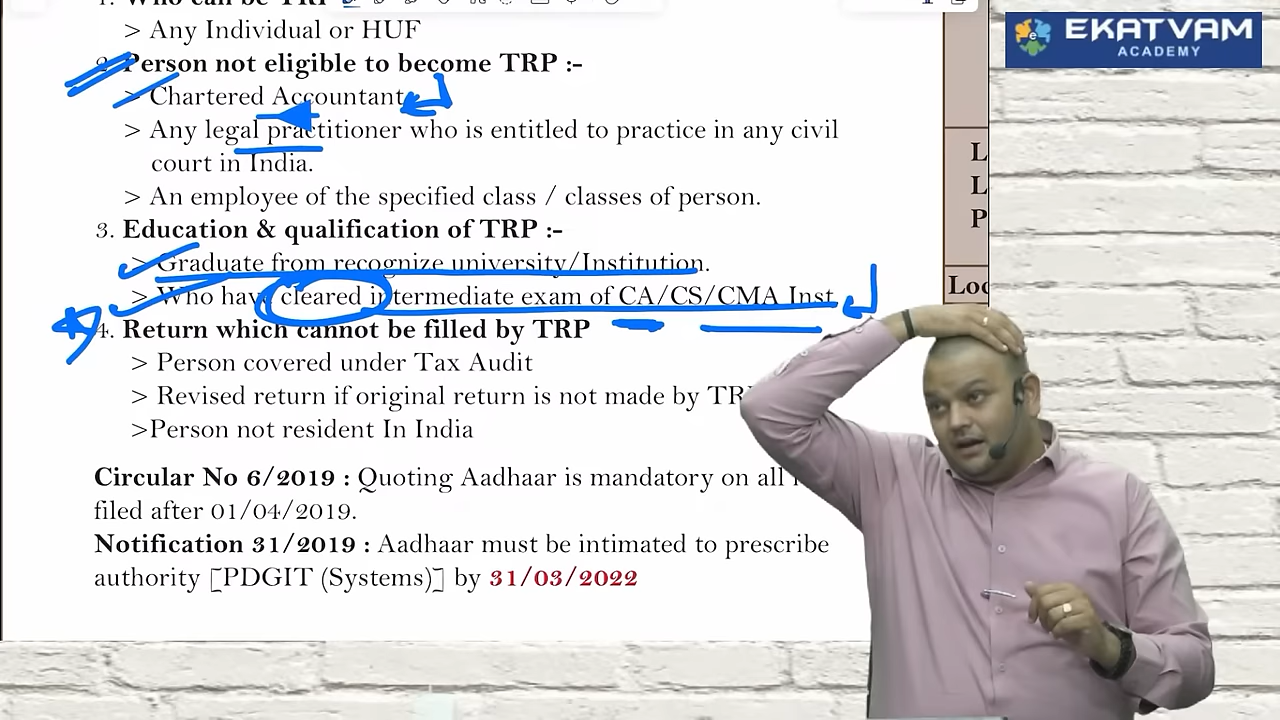 1. Who can be TRP
> Any Individual or HUF
2. Person not eligible to become TRP :-
> Chartered Accountant
> Any legal practitioner who is entitled to practice in any civil
court in India.
> An employee of the specified class / classes of person.
3. Education & qualification of TRP :-
> Graduate from recognize university/Institution.
> Who have cleared intermediate exam of CA/CS/CMA Inst
4. Return which cannot be filled by TRP
> Person covered under Tax Audit
> Revised return if original return is not made by TR
>Person not resident In India
Circular No 6/2019 : Quoting Aadhaar is mandatory on all
filed after 01/04/2019.
Notification 31/2019 : Aadhaar must be intimated to prescribe
authority [PDGIT (Systems)] by 31/03/2022
EKATVAM
ACADEMY
L
L
P
Loc